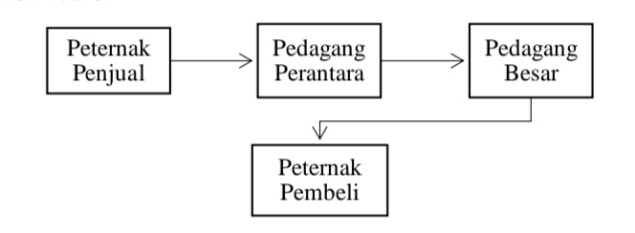 Peternak
Penjual
Pedagang
Perantara
Pedagang
Besar
Peternak
Pembeli